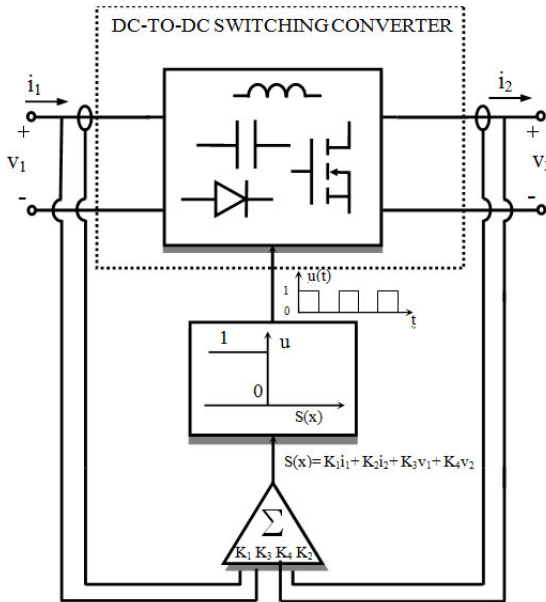 DC-TO-DC SWITCHING CONVERTER
i₁
i₂
+
+
v₁
-
-
u(t)
1
0
t
1
u
0
S(x)
S(x)=K₁i₁+K₂i₂+K₃v₁+K₄v₂
Σ
K₁ K₃ K₄ K₂